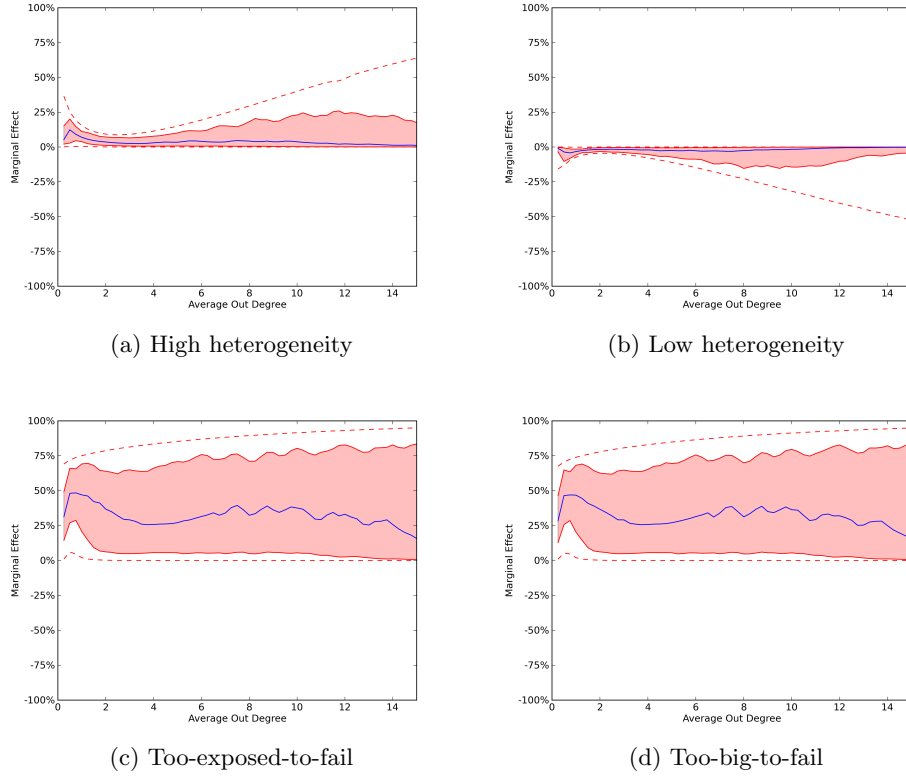 100%
75%
50%
25%
0%
-25%
-50%
-75%
-100%
Marginal Effect
0 2 4 6 8 10 12 14
Average Out Degree
(a) High heterogeneity
100%
75%
50%
25%
0%
-25%
-50%
-75%
-100%
Marginal Effect
0 2 4 6 8 10 12 14
Average Out Degree
(b) Low heterogeneity
100%
75%
50%
25%
0%
-25%
-50%
-75%
-100%
Marginal Effect
0 2 4 6 8 10 12 14
Average Out Degree
(c) Too-exposed-to-fail
100%
75%
50%
25%
0%
-25%
-50%
-75%
-100%
Marginal Effect
0 2 4 6 8 10 12 14
Average Out Degree
(d) Too-big-to-fail